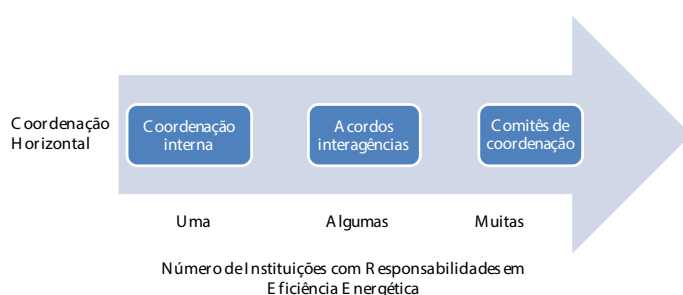 Coordenação
Horizontal
Coordenação
interna
Acordos
interagências
Comitês de
coordenação
Uma
Algumas
Muitas
Número de Instituições com Responsabilidades em
Eficiência Energética